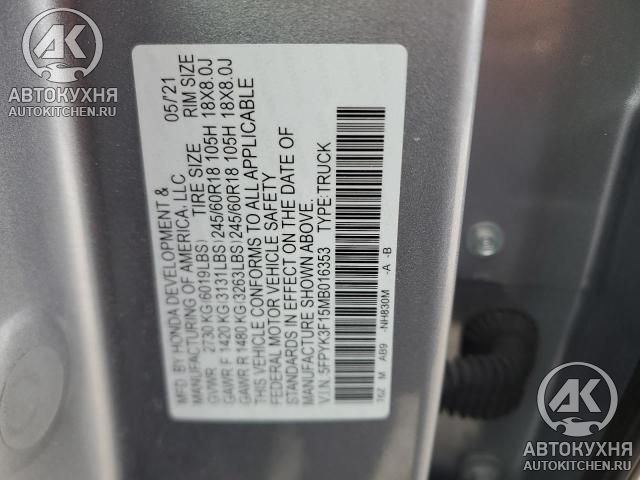 MFD. BY HONDA DEVELOPMENT &
MANUFACTURING OF AMERICA, LLC 05/21
GVWR 2730 KG(6019LBS) TIRE SIZE RIM SIZE
GAWR F 1420 KG(3131LBS) 245/60R18 105H 18X8.0J
GAWR R 1480 KG(3263LBS) 245/60R18 105H 18X8.0J
THIS VEHICLE CONFORMS TO ALL APPLICABLE
FEDERAL MOTOR VEHICLE SAFETY
STANDARDS IN EFFECT ON THE DATE OF
MANUFACTURE SHOWN ABOVE.
V.I.N. 5FPYK3F15MB016353 TYPE:TRUCK
T6Z M AB9 -NH830M -A -B
АК
АВТОКУХНЯ
AUTOKITCHEN.RU
АК
АВТОКУХНЯ
AUTOKITCHEN.RU